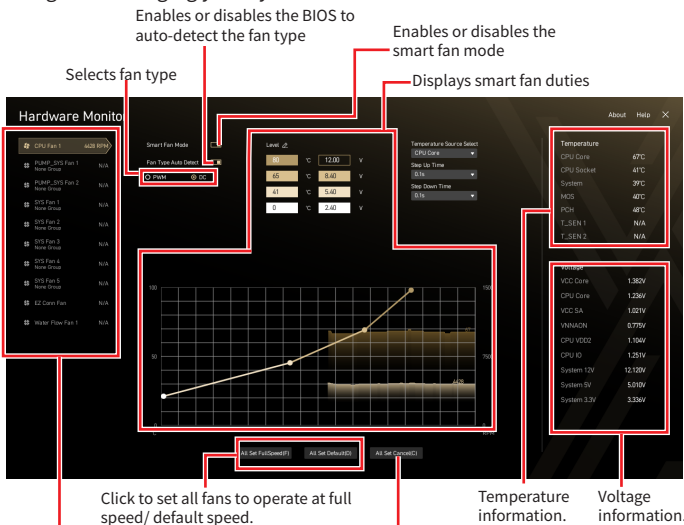 Enables or disables the BIOS to
auto-detect the fan type
Enables or disables the
smart fan mode
Selects fan type
Displays smart fan duties
Hardware Monitor
About Help ✕
CPU Fan 1 4428 RPM
PUMP_SYS Fan 1 N/A
None Group
PUMP_SYS Fan 2 N/A
None Group
SYS Fan 1 N/A
None Group
SYS Fan 2 N/A
None Group
SYS Fan 3 N/A
None Group
SYS Fan 4 N/A
None Group
SYS Fan 5 N/A
None Group
EZ Conn Fan N/A
Water Flow Fan 1 N/A
Smart Fan Mode
Fan Type Auto Detect
PWM DC
Level
80 ℃ 12.00 V
65 ℃ 8.40 V
41 ℃ 5.40 V
0 ℃ 2.40 V
Temperature Source Select
CPU Core
Step Up Time
0.1s
Step Down Time
0.1s
Temperature
CPU Core 67℃
CPU Socket 41℃
System 39℃
MOS 40℃
PCH 48℃
T_SEN 1 N/A
T_SEN 2 N/A
Voltage
VCC Core 1.382V
CPU Core 1.236V
VCC SA 1.021V
VNNAON 0.775V
CPU VDD2 1.104V
CPU IO 1.251V
System 12V 12.120V
System 5V 5.010V
System 3.3V 3.336V
100
50
4428
All Set FullSpeed(F) All Set Default(D) All Set Cancel(C)
Click to set all fans to operate at full
speed/ default speed.
Temperature
information.
Voltage
information.